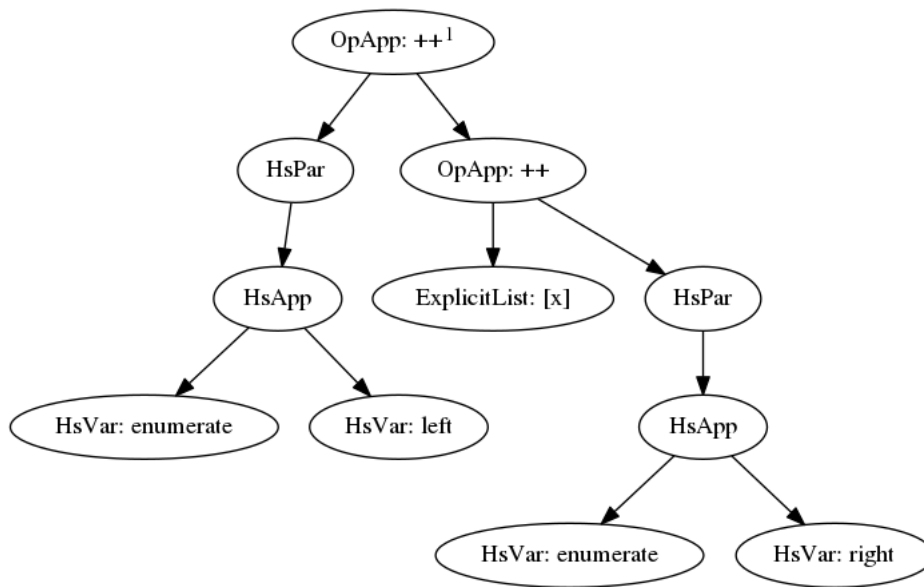 OpApp: ++¹
HsPar
OpApp: ++
HsApp
ExplicitList: [x]
HsPar
HsVar: enumerate
HsVar: left
HsApp
HsVar: enumerate
HsVar: right